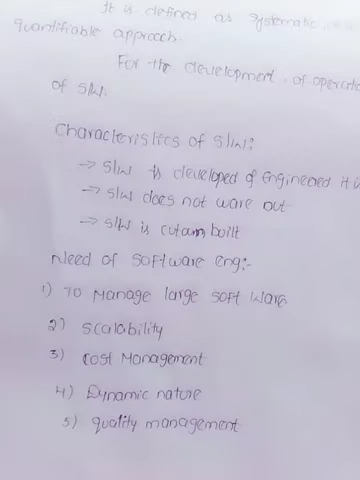 It is defined as systematic,
quantifiable approach.
For the development, of operatio
of S/W.
Characteristics of S/W:
→ S/W is developed of engineered it is
→ S/W does not ware out
→ S/W is built
Need of software eng:-
1) To Manage large soft ware
2) Scalability
3) Cost Management
4) Dynamic nature
5) quality management